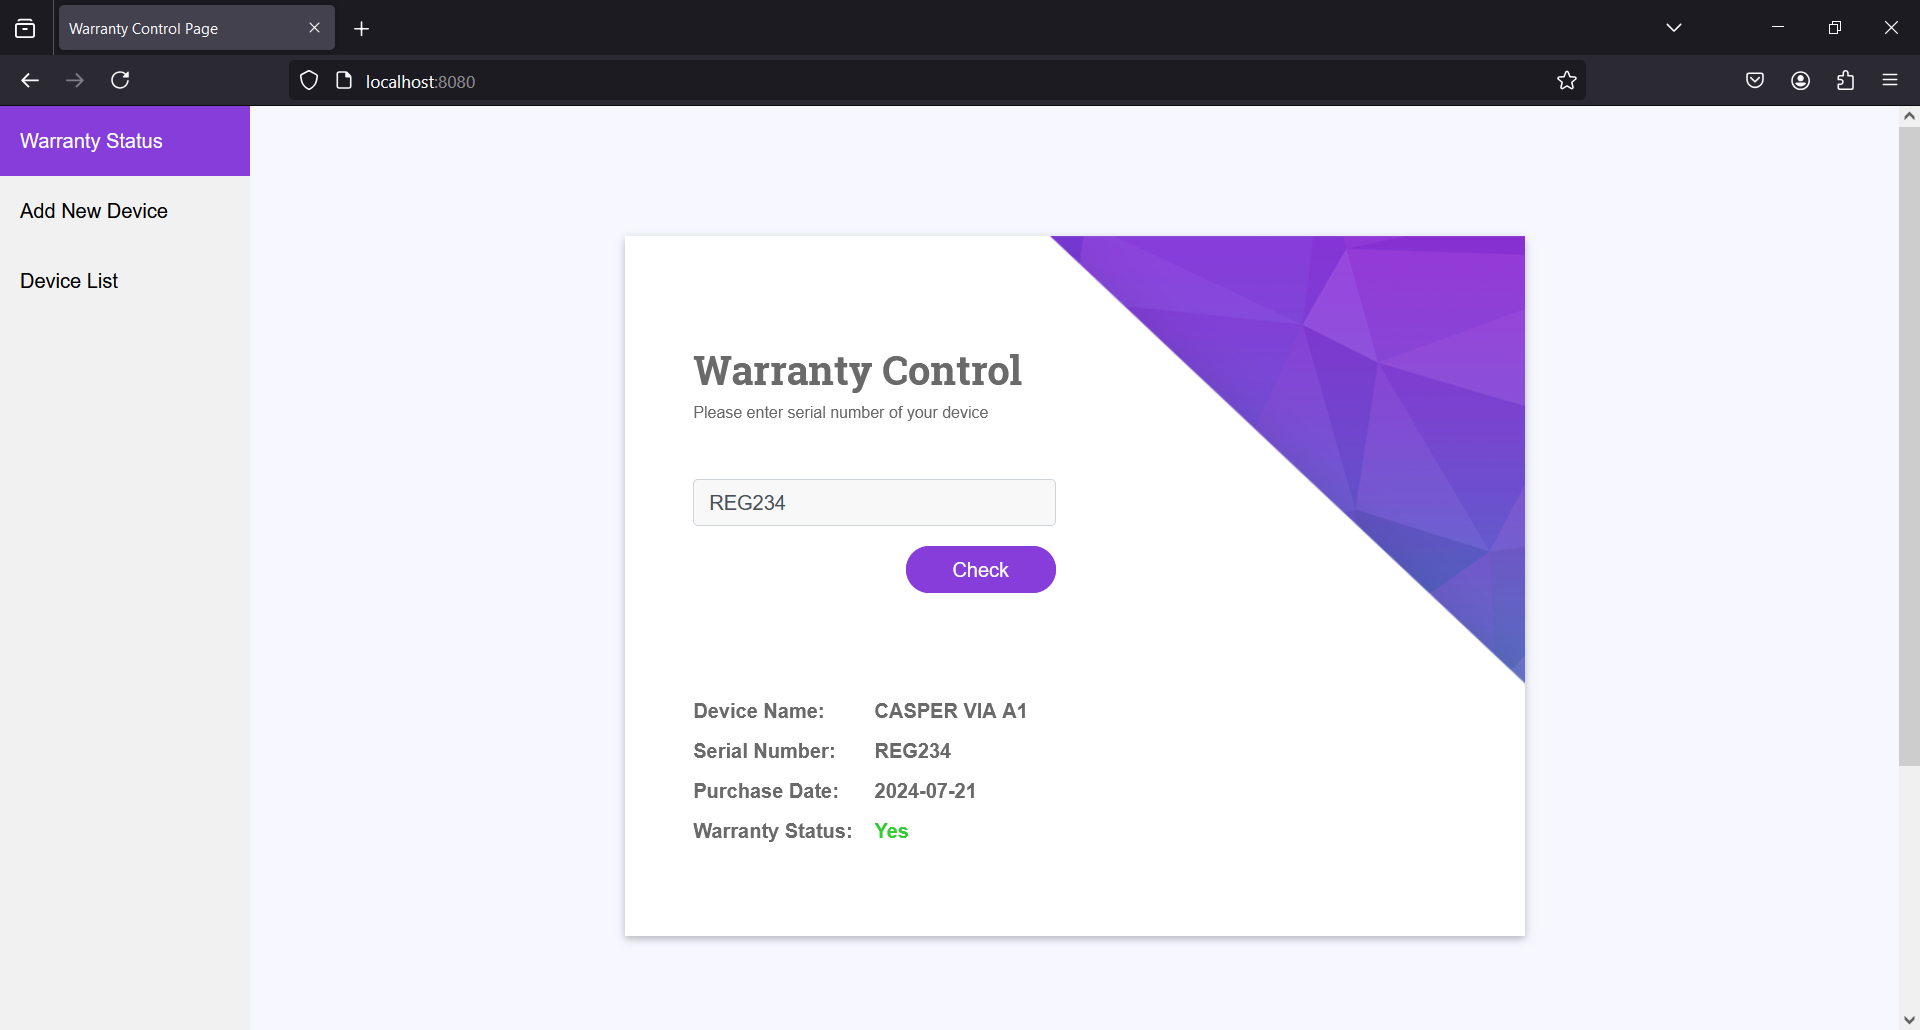 Warranty Control Page
localhost:8080
Warranty Status
Add New Device
Device List
Warranty Control
Please enter serial number of your device
REG234
Check
Device Name: CASPER VIA A1
Serial Number: REG234
Purchase Date: 2024-07-21
Warranty Status: Yes